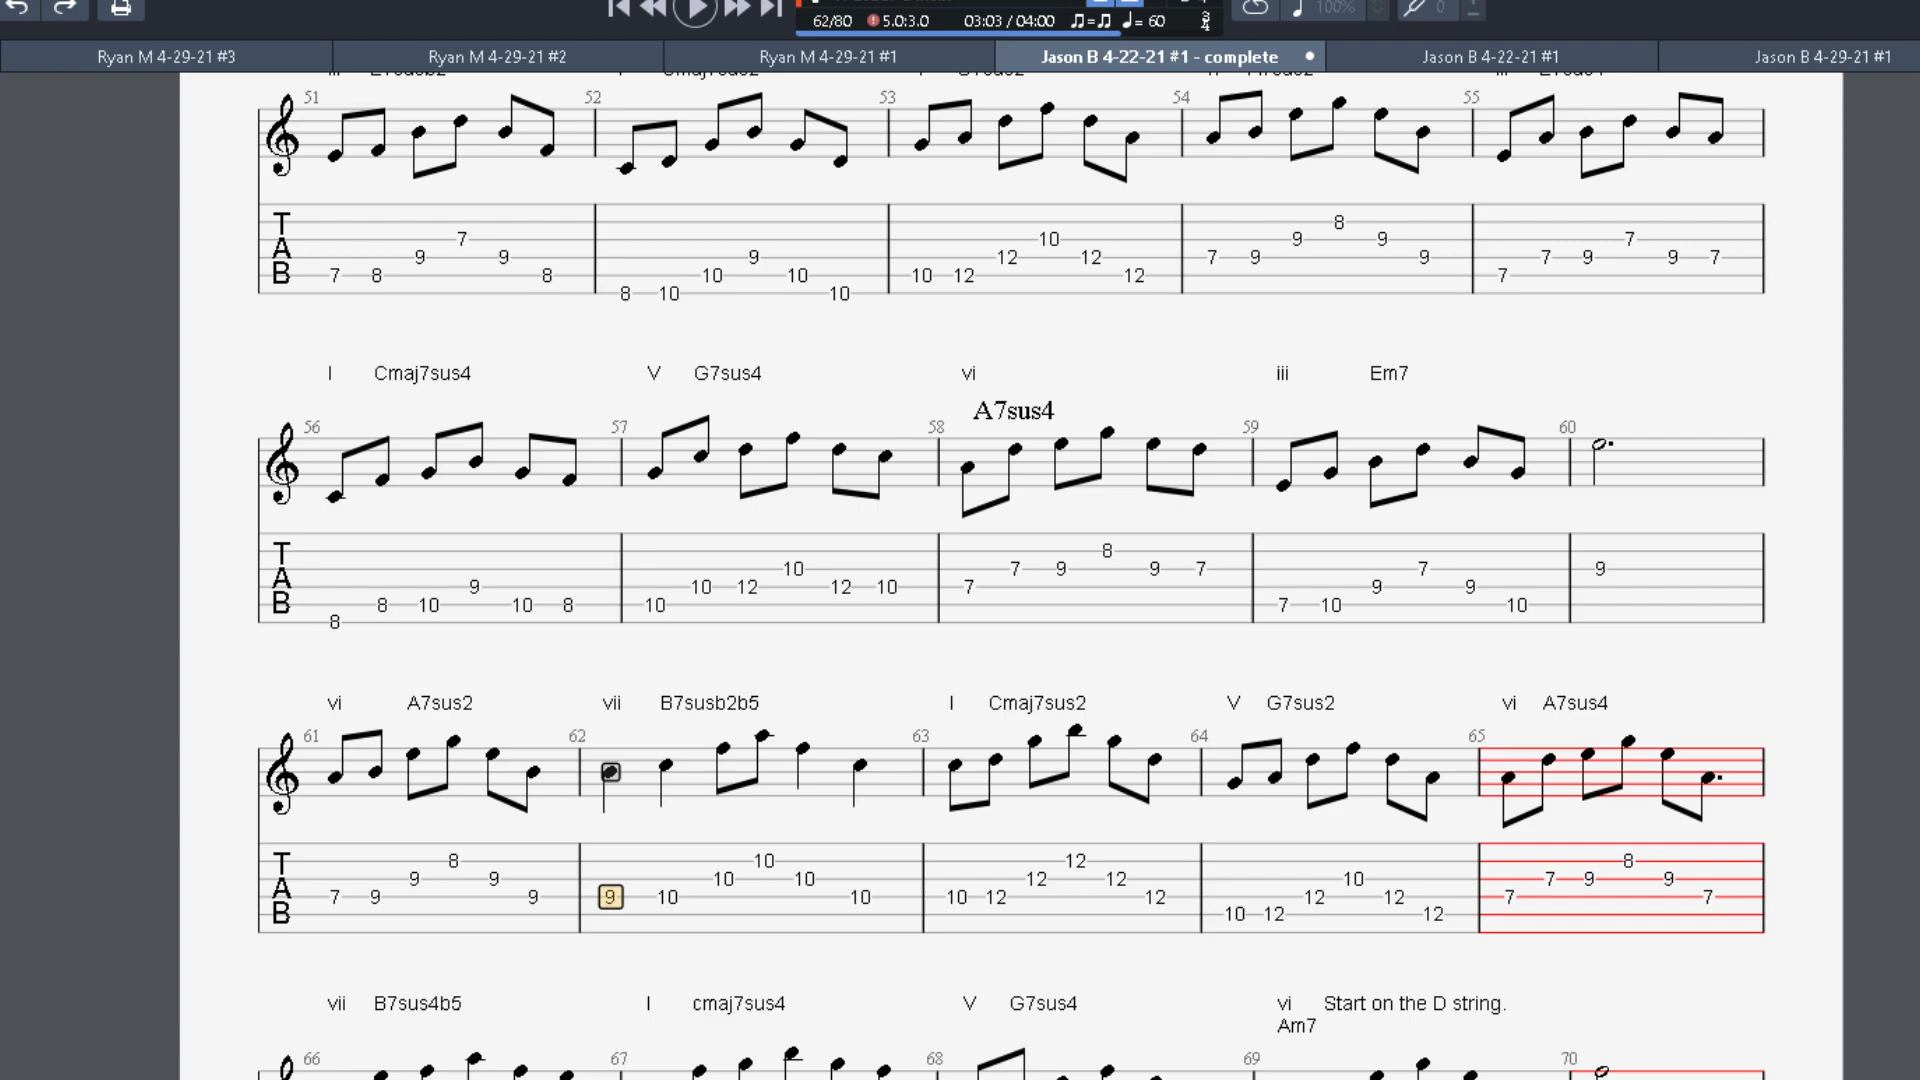 100% 0
62/80 5.0:3.0 03:03 / 04:00 = 60 3 4
Ryan M 4-29-21 #3 Ryan M 4-29-21 #2 Ryan M 4-29-21 #1 Jason B 4-22-21 #1 - complete Jason B 4-22-21 #1 Jason B 4-29-21 #1
51 52 53 54 55
T 8
7 10 9 9 7
A 9 9 9 12 12 7 9 9 7 9 9 7
B 7 8 8 10 10 10 12 12 7
8 10 10
I Cmaj7sus4 V G7sus4 vi iii Em7
A7sus4
56 57 58 59 60
T 8
10 7 9 9 7 7 9
A 9 10 12 12 10 7 9 9
B 8 10 10 8 10 7 10 10
8
vi A7sus2 vii B7susb2b5 I Cmaj7sus2 V G7sus2 vi A7sus4
61 62 63 64 65
T 8 10 12 8
9 9 10 10 12 12 10 7 9 9
A 7 9 9 9 10 10 10 12 12 12 12 7 7
B 10 12 12
vii B7sus4b5 I cmaj7sus4 V G7sus4 vi Start on the D string.
Am7
66 67 68 69 70